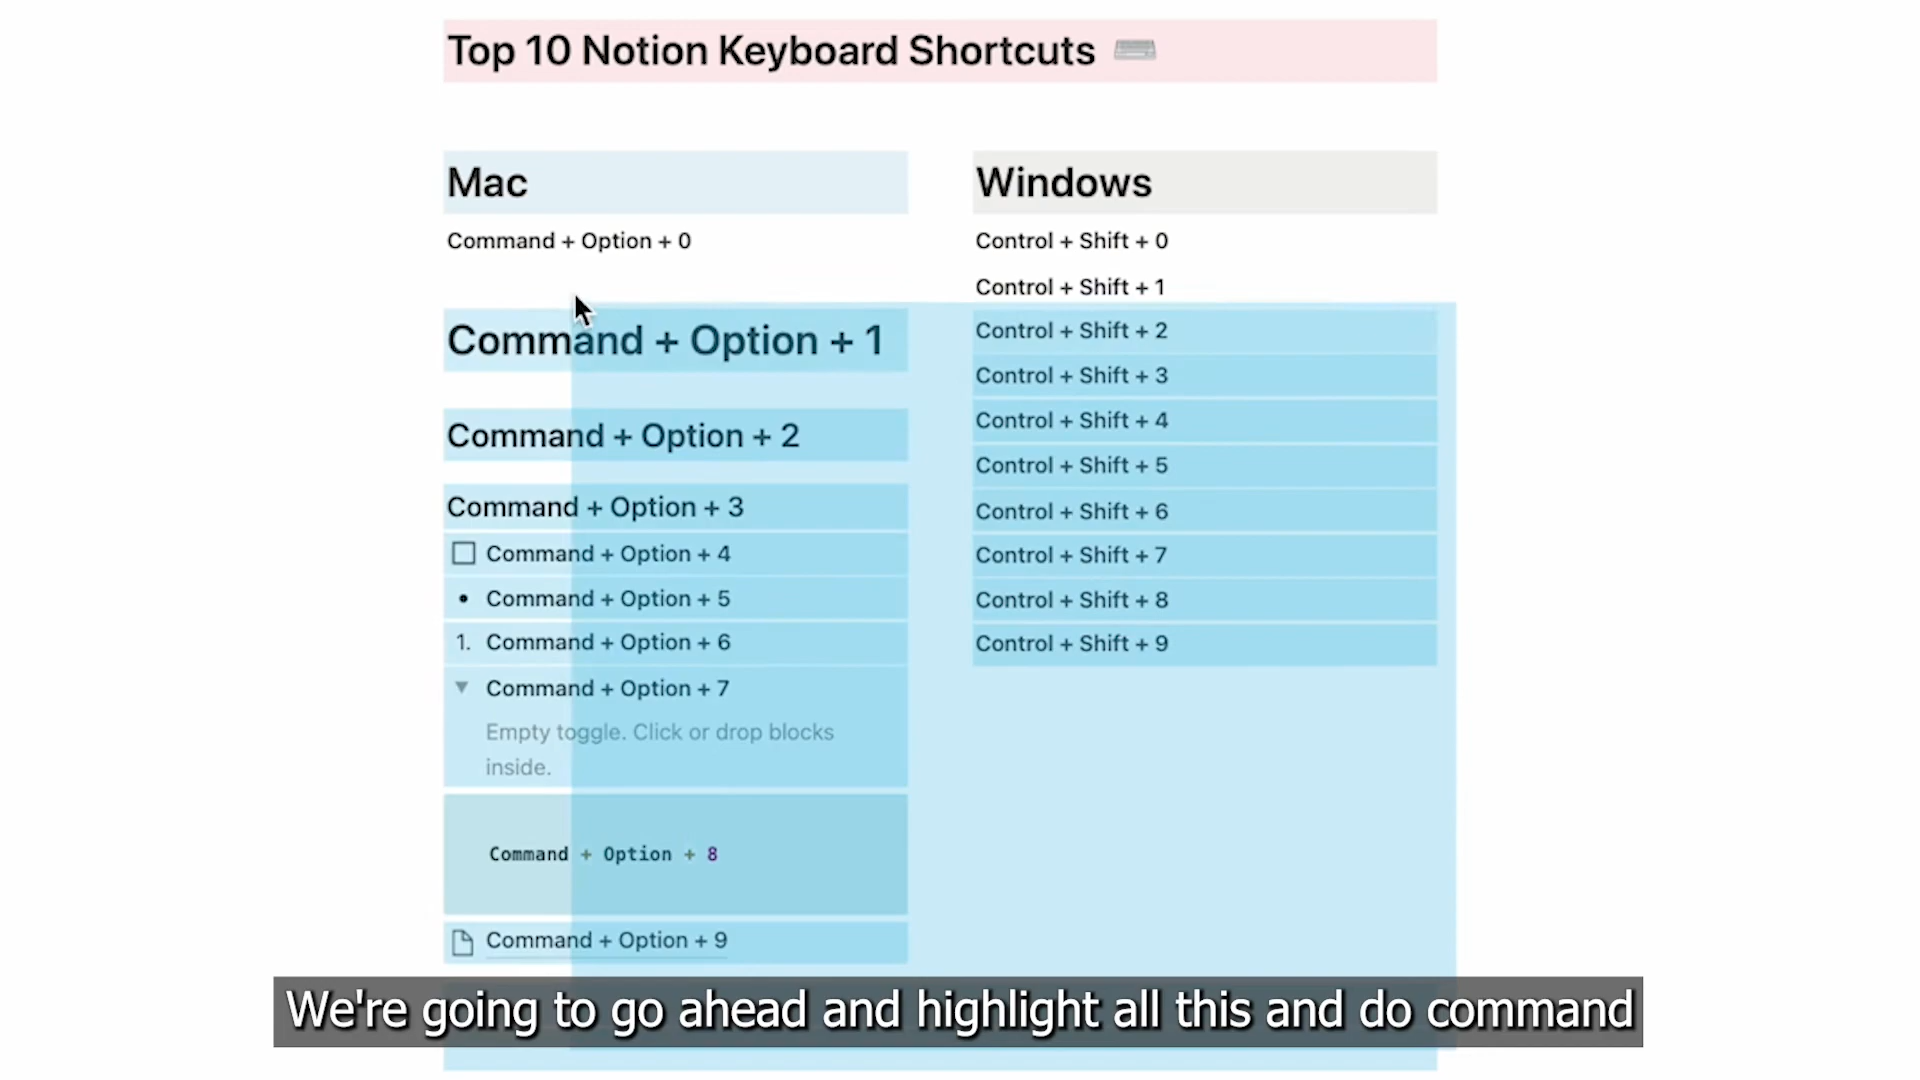 Top 10 Notion Keyboard Shortcuts
Mac
Command + Option + 0
Command + Option + 1
Command + Option + 2
Command + Option + 3
Command + Option + 4
• Command + Option + 5
1. Command + Option + 6
Command + Option + 7
Empty toggle. Click or drop blocks
inside.
Command + Option + 8
Command + Option + 9
Windows
Control + Shift + 0
Control + Shift + 1
Control + Shift + 2
Control + Shift + 3
Control + Shift + 4
Control + Shift + 5
Control + Shift + 6
Control + Shift + 7
Control + Shift + 8
Control + Shift + 9
We're going to go ahead and highlight all this and do command